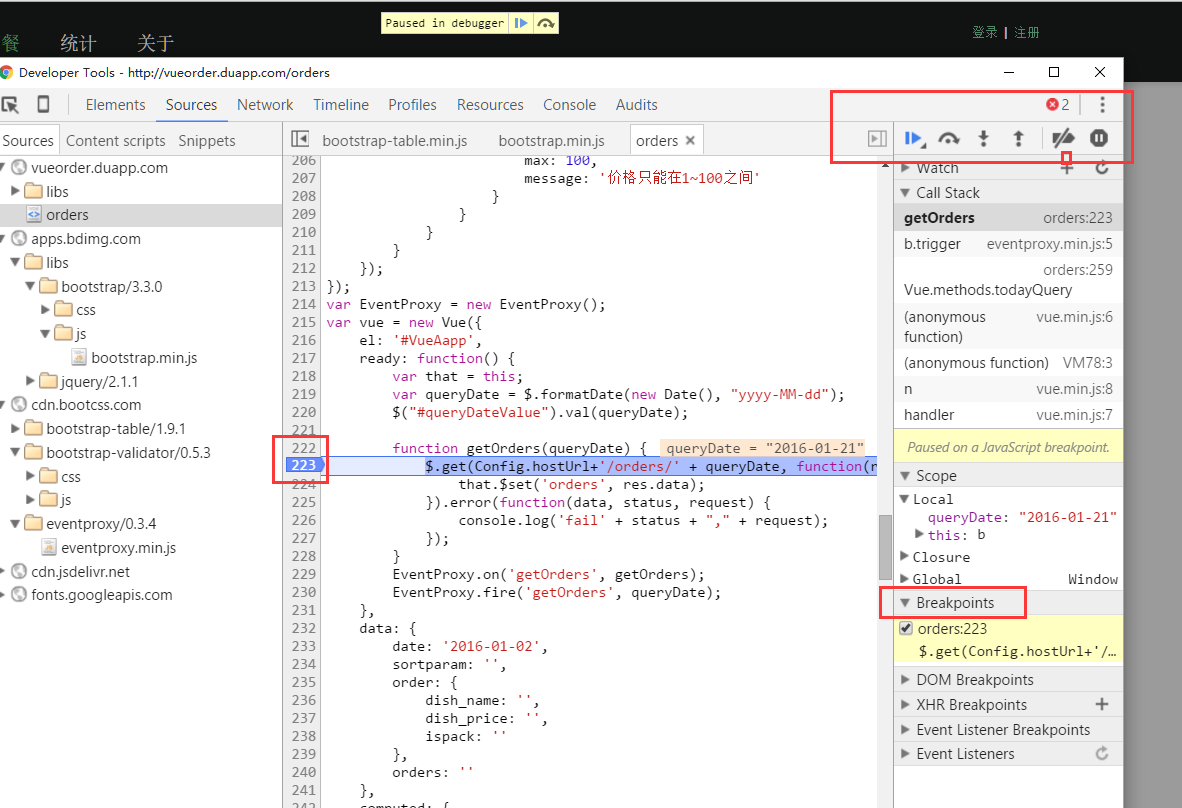 Paused in debugger
餐 统计 关于 登录 | 注册
Developer Tools - http://vueorder.duapp.com/orders
Elements Sources Network Timeline Profiles Resources Console Audits 2
Sources Content scripts Snippets
bootstrap-table.min.js bootstrap.min.js orders ×
vueorder.duapp.com
libs
orders
apps.bdimg.com
libs
bootstrap/3.3.0
css
js
bootstrap.min.js
jquery/2.1.1
cdn.bootcss.com
bootstrap-table/1.9.1
bootstrap-validator/0.5.3
css
js
eventproxy/0.3.4
eventproxy.min.js
cdn.jsdelivr.net
fonts.googleapis.com
206 max: 100,
207 message: '价格只能在1~100之间'
208 }
209 }
210 }
211 }
212 });
213 });
214 var EventProxy = new EventProxy();
215 var vue = new Vue({
216 el: '#VueAapp',
217 ready: function() {
218 var that = this;
219 var queryDate = $.formatDate(new Date(), "yyyy-MM-dd");
220 $("#queryDateValue").val(queryDate);
221
222 function getOrders(queryDate) { queryDate = "2016-01-21"
223 $.get(Config.hostUrl+'/orders/' + queryDate, function(r
224 that.$set('orders', res.data);
225 }).error(function(data, status, request) {
226 console.log('fail' + status + "," + request);
227 });
228 }
229 EventProxy.on('getOrders', getOrders);
230 EventProxy.fire('getOrders', queryDate);
231 },
232 data: {
233 date: '2016-01-02',
234 sortparam: '',
235 order: {
236 dish_name: '',
237 dish_price: '',
238 ispack: ''
239 },
240 orders: ''
241 },
242 computed: {
Watch
Call Stack
getOrders orders:223
b.trigger eventproxy.min.js:5
orders:259
Vue.methods.todayQuery
(anonymous function) vue.min.js:6
(anonymous function) VM78:3
n vue.min.js:8
handler vue.min.js:7
Paused on a JavaScript breakpoint.
Scope
Local
queryDate: "2016-01-21"
this: b
Closure
Global Window
Breakpoints
orders:223
$.get(Config.hostUrl+'/…
DOM Breakpoints
XHR Breakpoints
Event Listener Breakpoints
Event Listeners